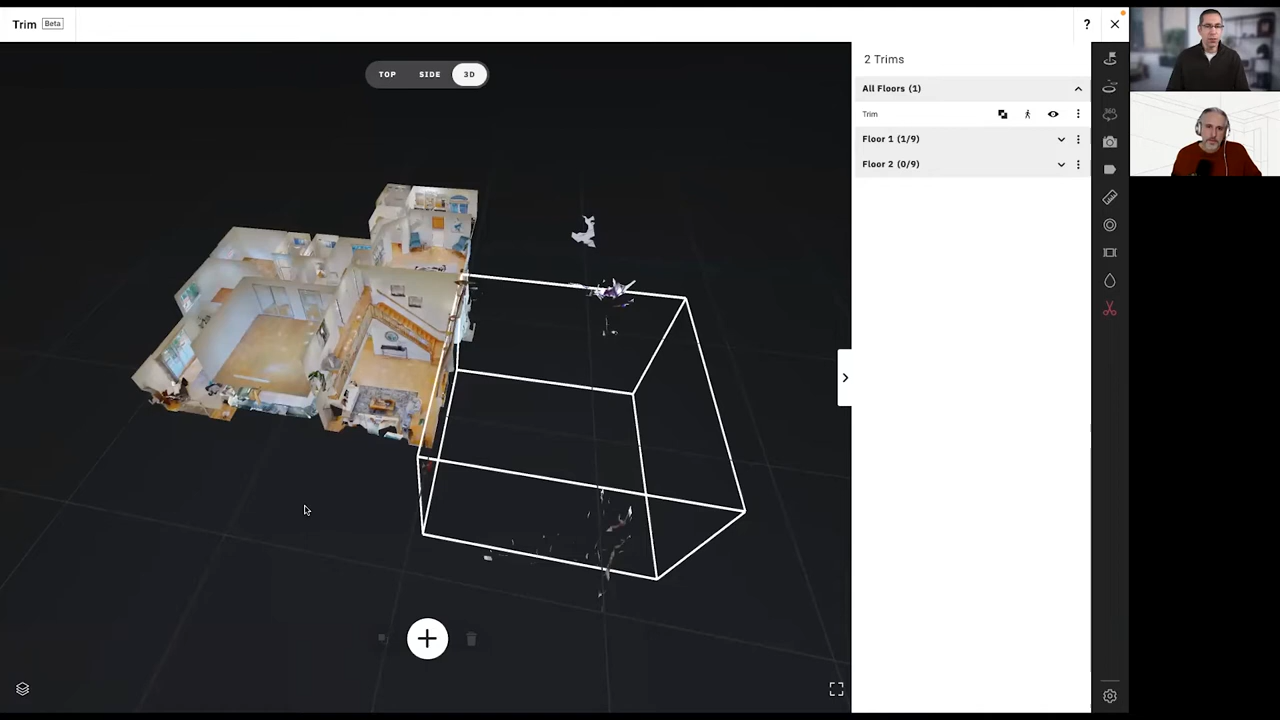 Trim Beta
?
TOP SIDE 3D
2 Trims
All Floors (1)
Trim
Floor 1 (1/9)
Floor 2 (0/9)
360